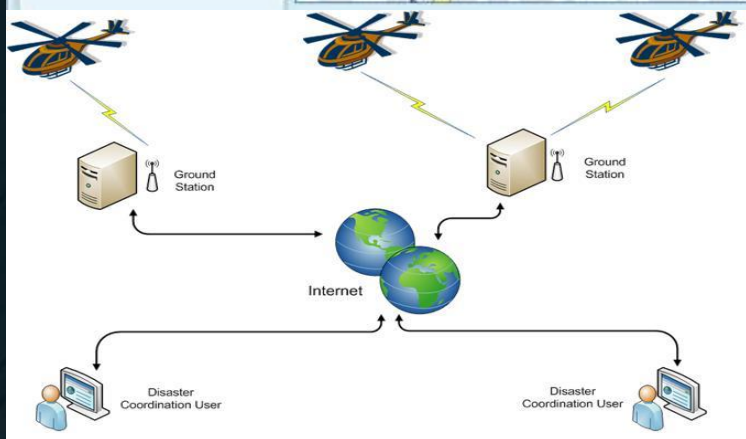 Ground
Station
Ground
Station
Internet
Disaster
Coordination User
Disaster
Coordination User